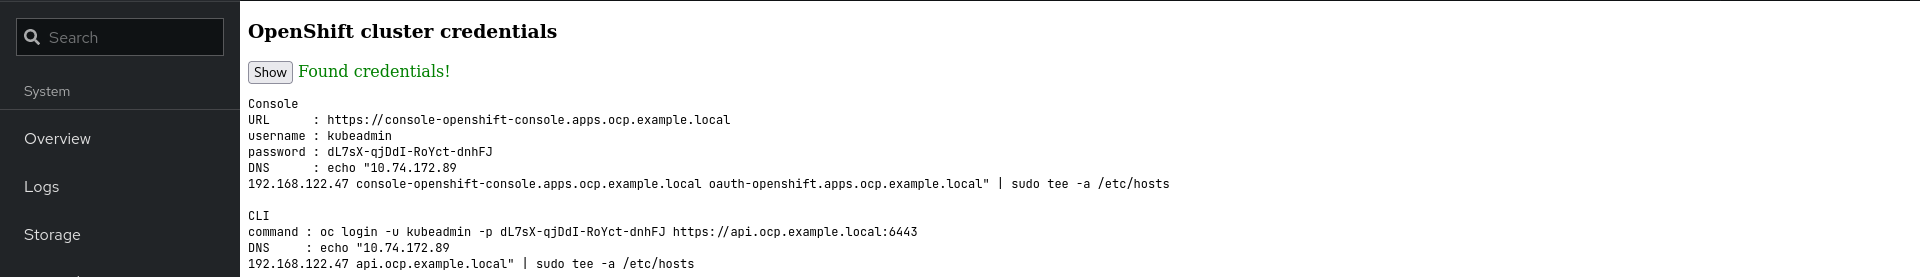 Search
System
Overview
Logs
Storage
OpenShift cluster credentials
Show Found credentials!
Console
URL      : https://console-openshift-console.apps.ocp.example.local
username : kubeadmin
password : dL7sX-qjDdI-RoYct-dnhFJ
DNS      : echo "10.74.172.89
192.168.122.47 console-openshift-console.apps.ocp.example.local oauth-openshift.apps.ocp.example.local" | sudo tee -a /etc/hosts
CLI
command : oc login -u kubeadmin -p dL7sX-qjDdI-RoYct-dnhFJ https://api.ocp.example.local:6443
DNS     : echo "10.74.172.89
192.168.122.47 api.ocp.example.local" | sudo tee -a /etc/hosts